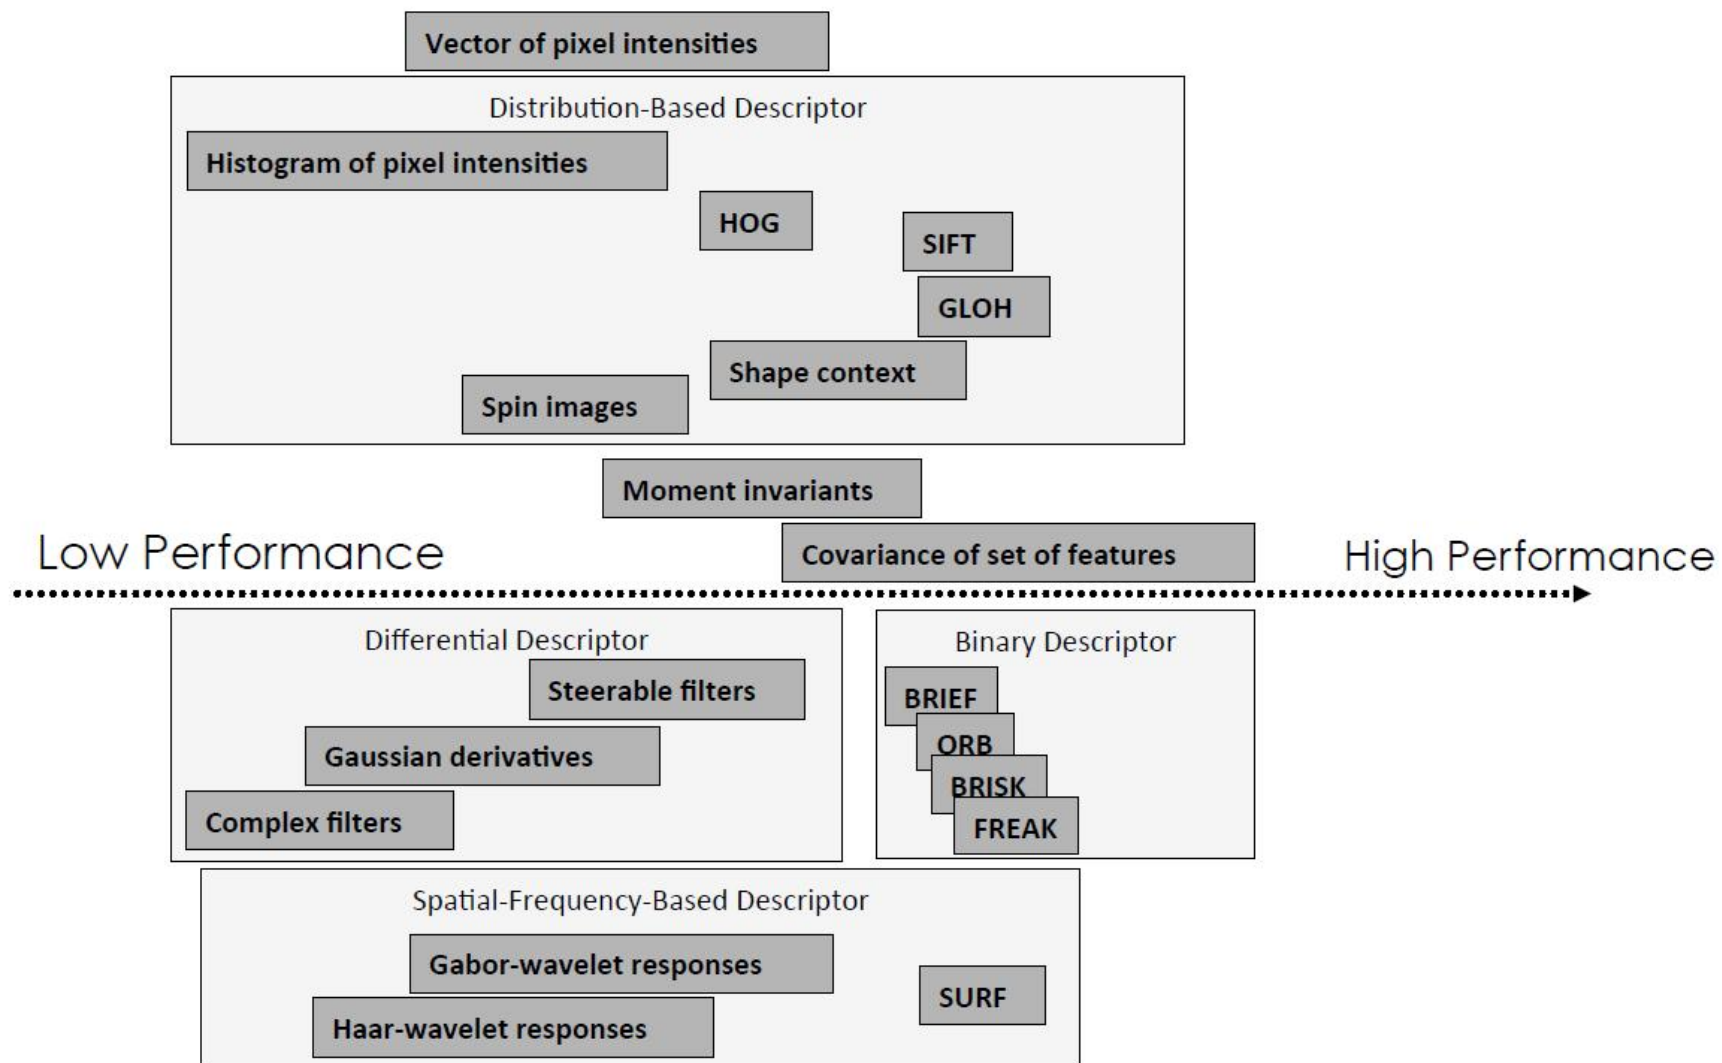 Vector of pixel intensities
Distribution-Based Descriptor
Histogram of pixel intensities
HOG
SIFT
GLOH
Shape context
Spin images
Moment invariants
Covariance of set of features
Low Performance
High Performance
Differential Descriptor
Steerable filters
Gaussian derivatives
Complex filters
Binary Descriptor
BRIEF
ORB
BRISK
FREAK
Spatial-Frequency-Based Descriptor
Gabor-wavelet responses
SURF
Haar-wavelet responses